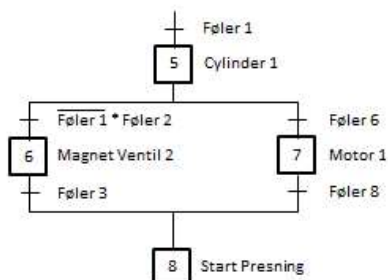 Føler 1
5 Cylinder 1
F̅ø̅l̅e̅r̅ ̅1̅ * Føler 2
Føler 6
6 Magnet Ventil 2
7 Motor 1
Føler 3
Føler 8
8 Start Presning